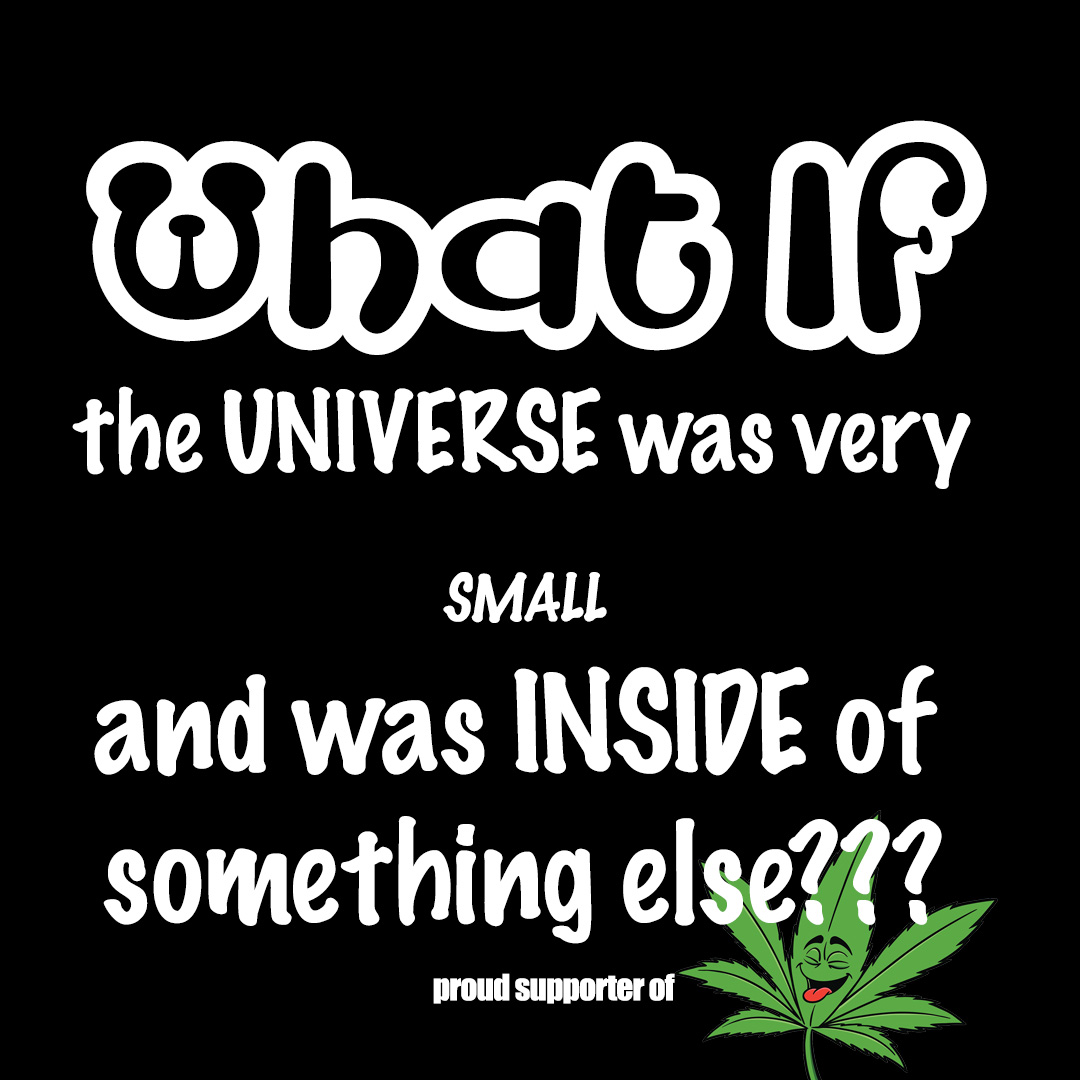 What If
the UNIVERSE was very
SMALL
and was INSIDE of
something else???
proud supporter of